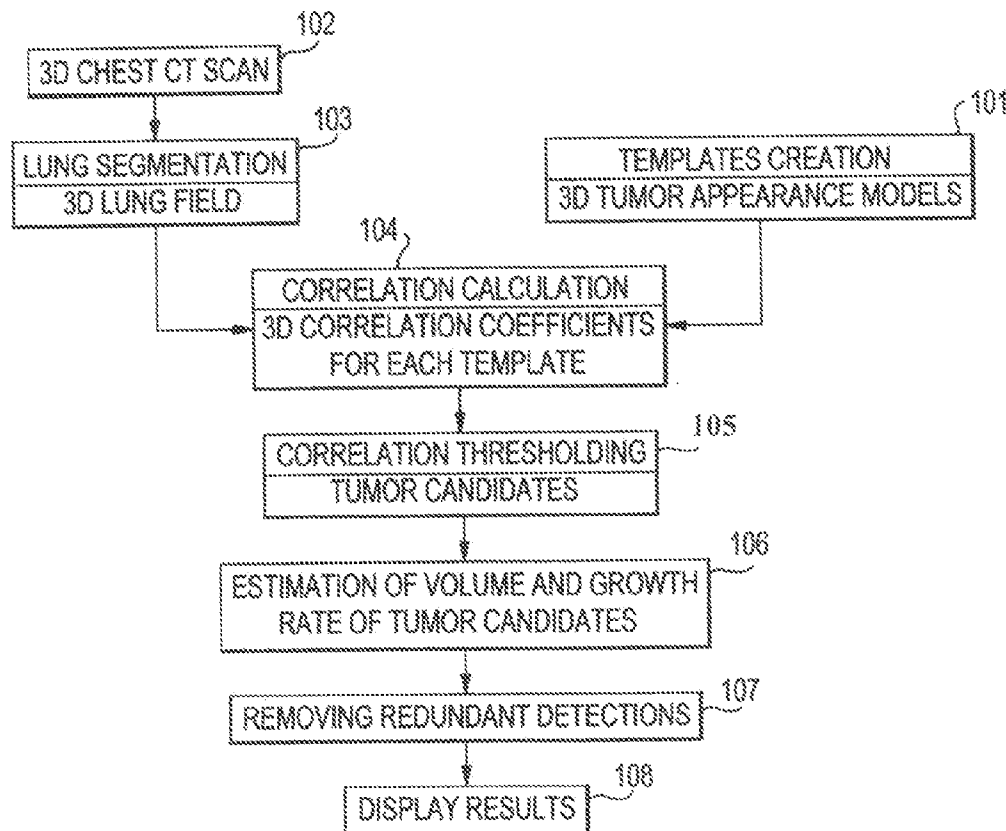 102
3D CHEST CT SCAN
103
LUNG SEGMENTATION
3D LUNG FIELD
101
TEMPLATES CREATION
3D TUMOR APPEARANCE MODELS
104
CORRELATION CALCULATION
3D CORRELATION COEFFICIENTS
FOR EACH TEMPLATE
105
CORRELATION THRESHOLDING
TUMOR CANDIDATES
106
ESTIMATION OF VOLUME AND GROWTH
RATE OF TUMOR CANDIDATES
107
REMOVING REDUNDANT DETECTIONS
108
DISPLAY RESULTS